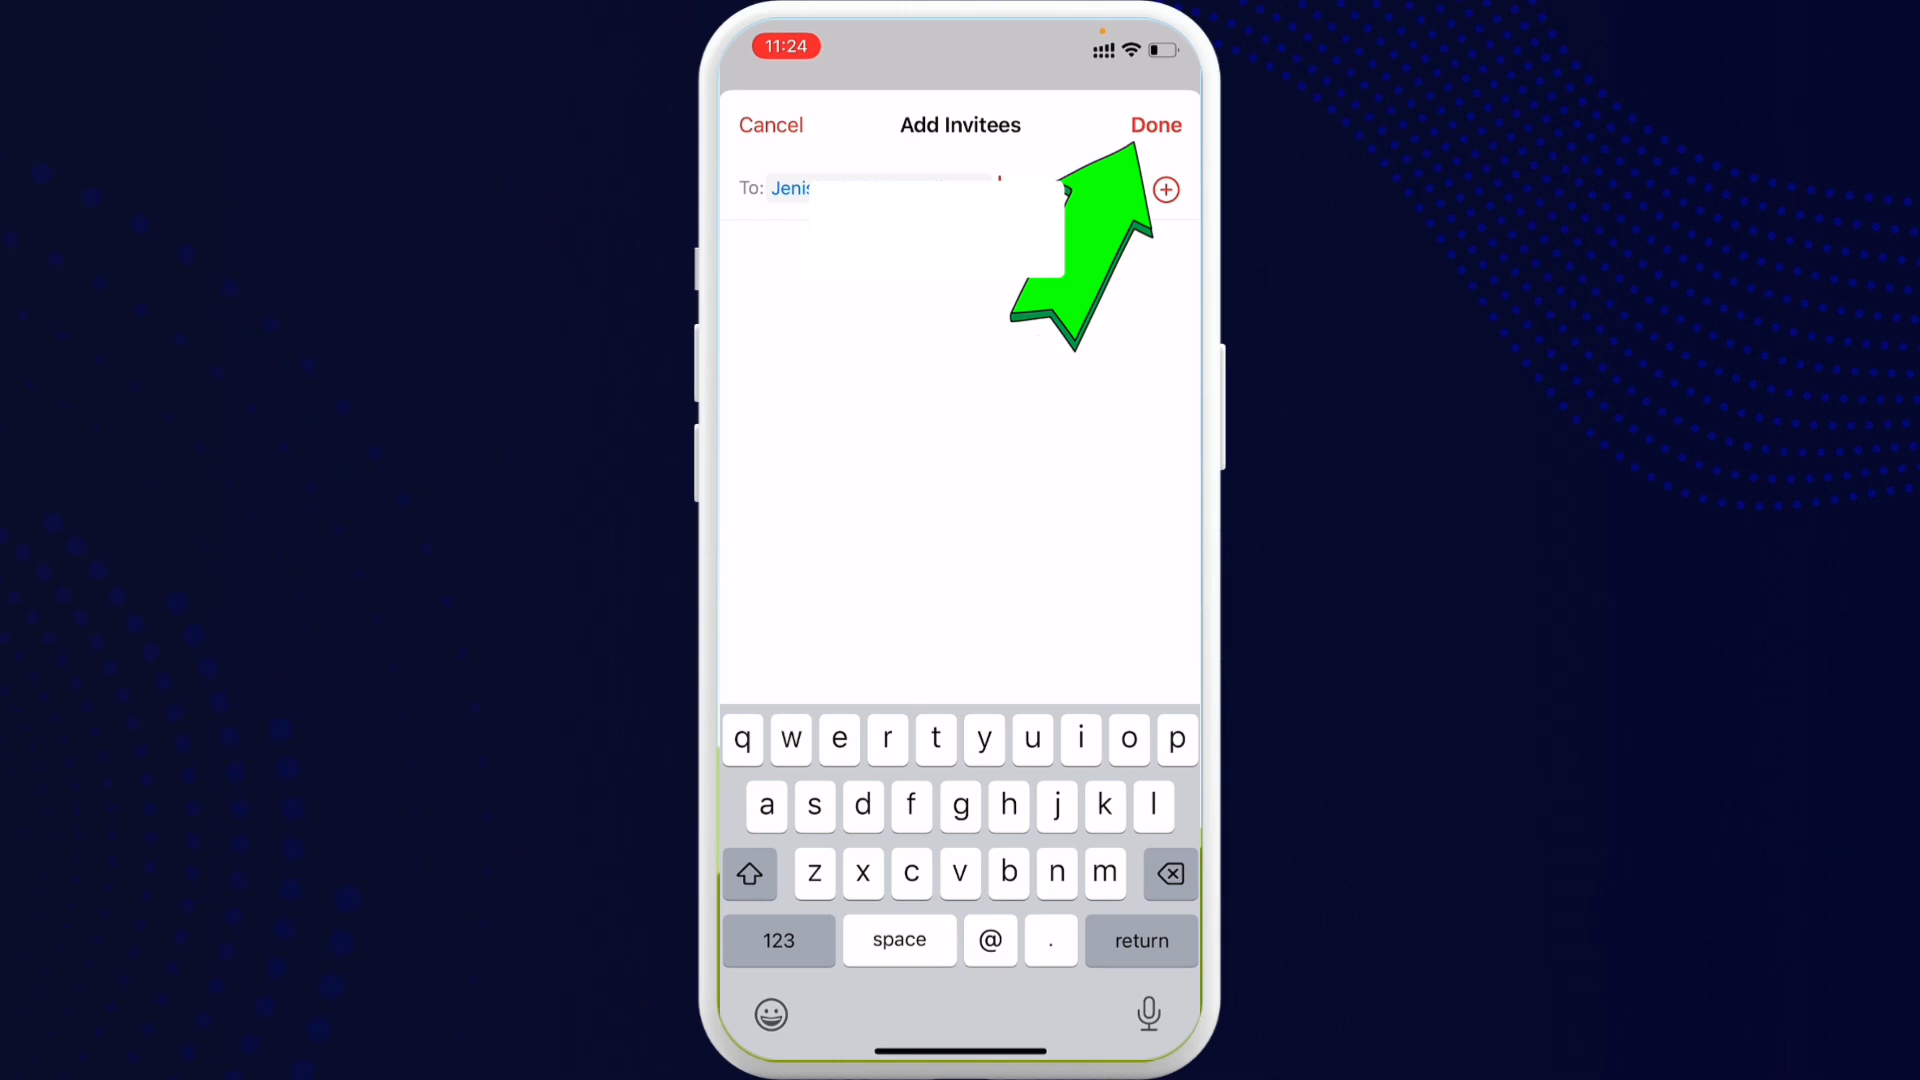 11:24
Cancel Add Invitees Done
To:
q w e r t y u i o p
a s d f g h j k l
z x c v b n m
123 space @ . return